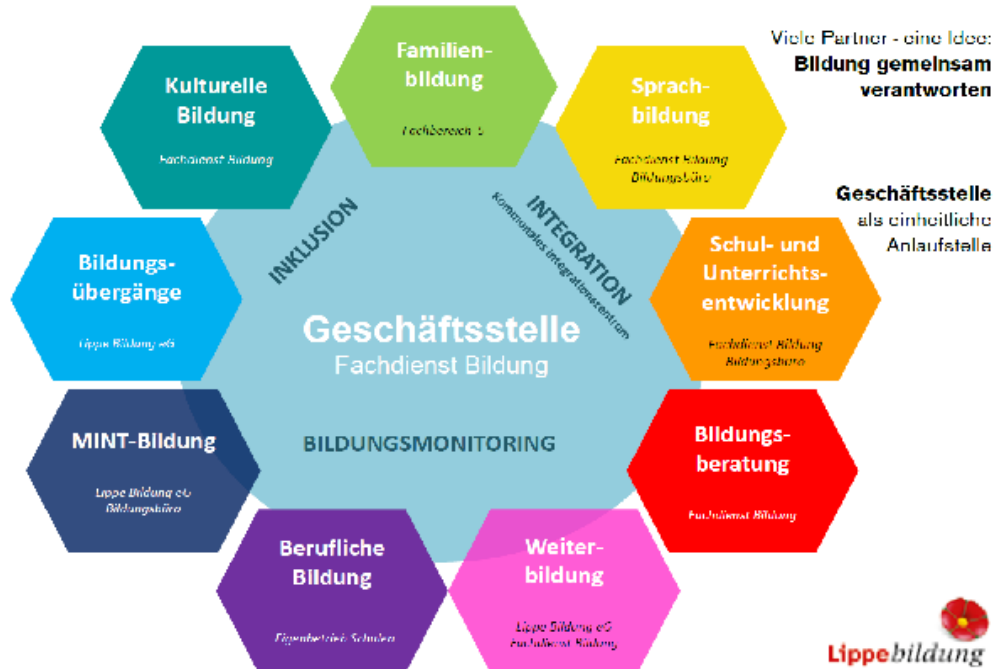 Viele Partner - eine Idee:
Bildung gemeinsam
verantworten
Geschäftsstelle
als einheitliche
Anlaufstelle
Familien-
bildung
Fachbereich 5
Sprach-
bildung
Fachdienst Bildung
Bildungsbüro
Schul- und
Unterrichts-
entwicklung
Fachdienst Bildung
Bildungsbüro
Bildungs-
beratung
Fachdienst Bildung
Weiter-
bildung
Lippe Bildung eG
Fachdienst Bildung
Berufliche
Bildung
Eigenbetrieb Schulen
MINT-Bildung
Lippe Bildung eG
Bildungsbüro
Bildungs-
übergänge
Lippe Bildung eG
Kulturelle
Bildung
Fachdienst Bildung
INKLUSION
INTEGRATION
Kommunales Integrationszentrum
Geschäftsstelle
Fachdienst Bildung
BILDUNGSMONITORING
Lippebildung